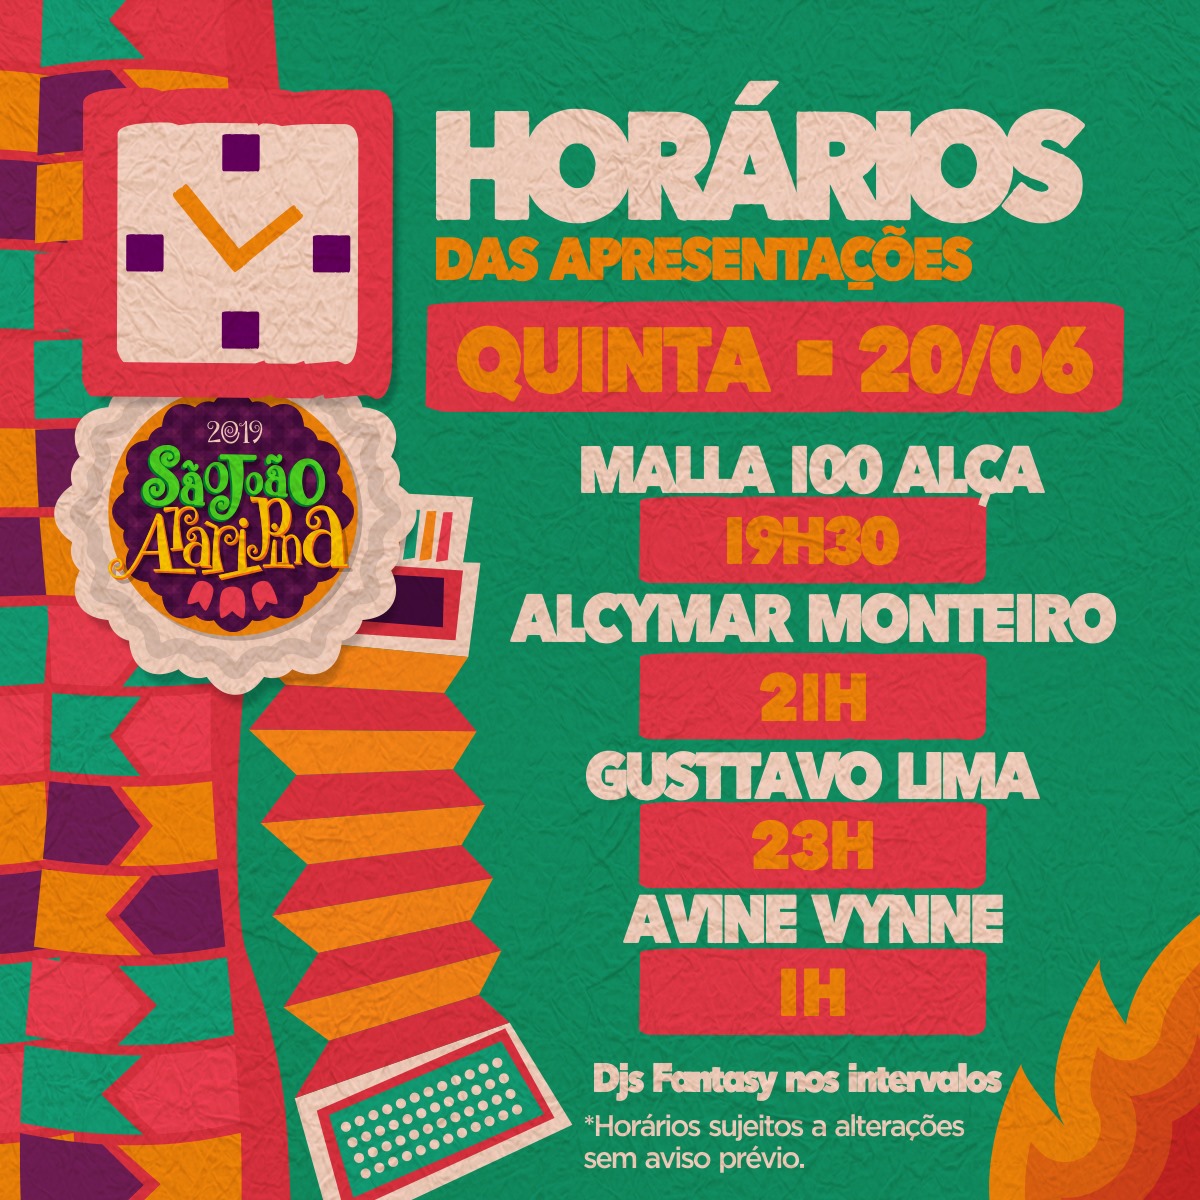 HORÁRIOS
DAS APRESENTAÇÕES
QUINTA ▪ 20/06
2019
São João
Araripina
MALLA 100 ALÇA
19H30
ALCYMAR MONTEIRO
21H
GUSTTAVO LIMA
23H
AVINE VYNNE
1H
Djs Fantasy nos intervalos
*Horários sujeitos a alterações
sem aviso prévio.